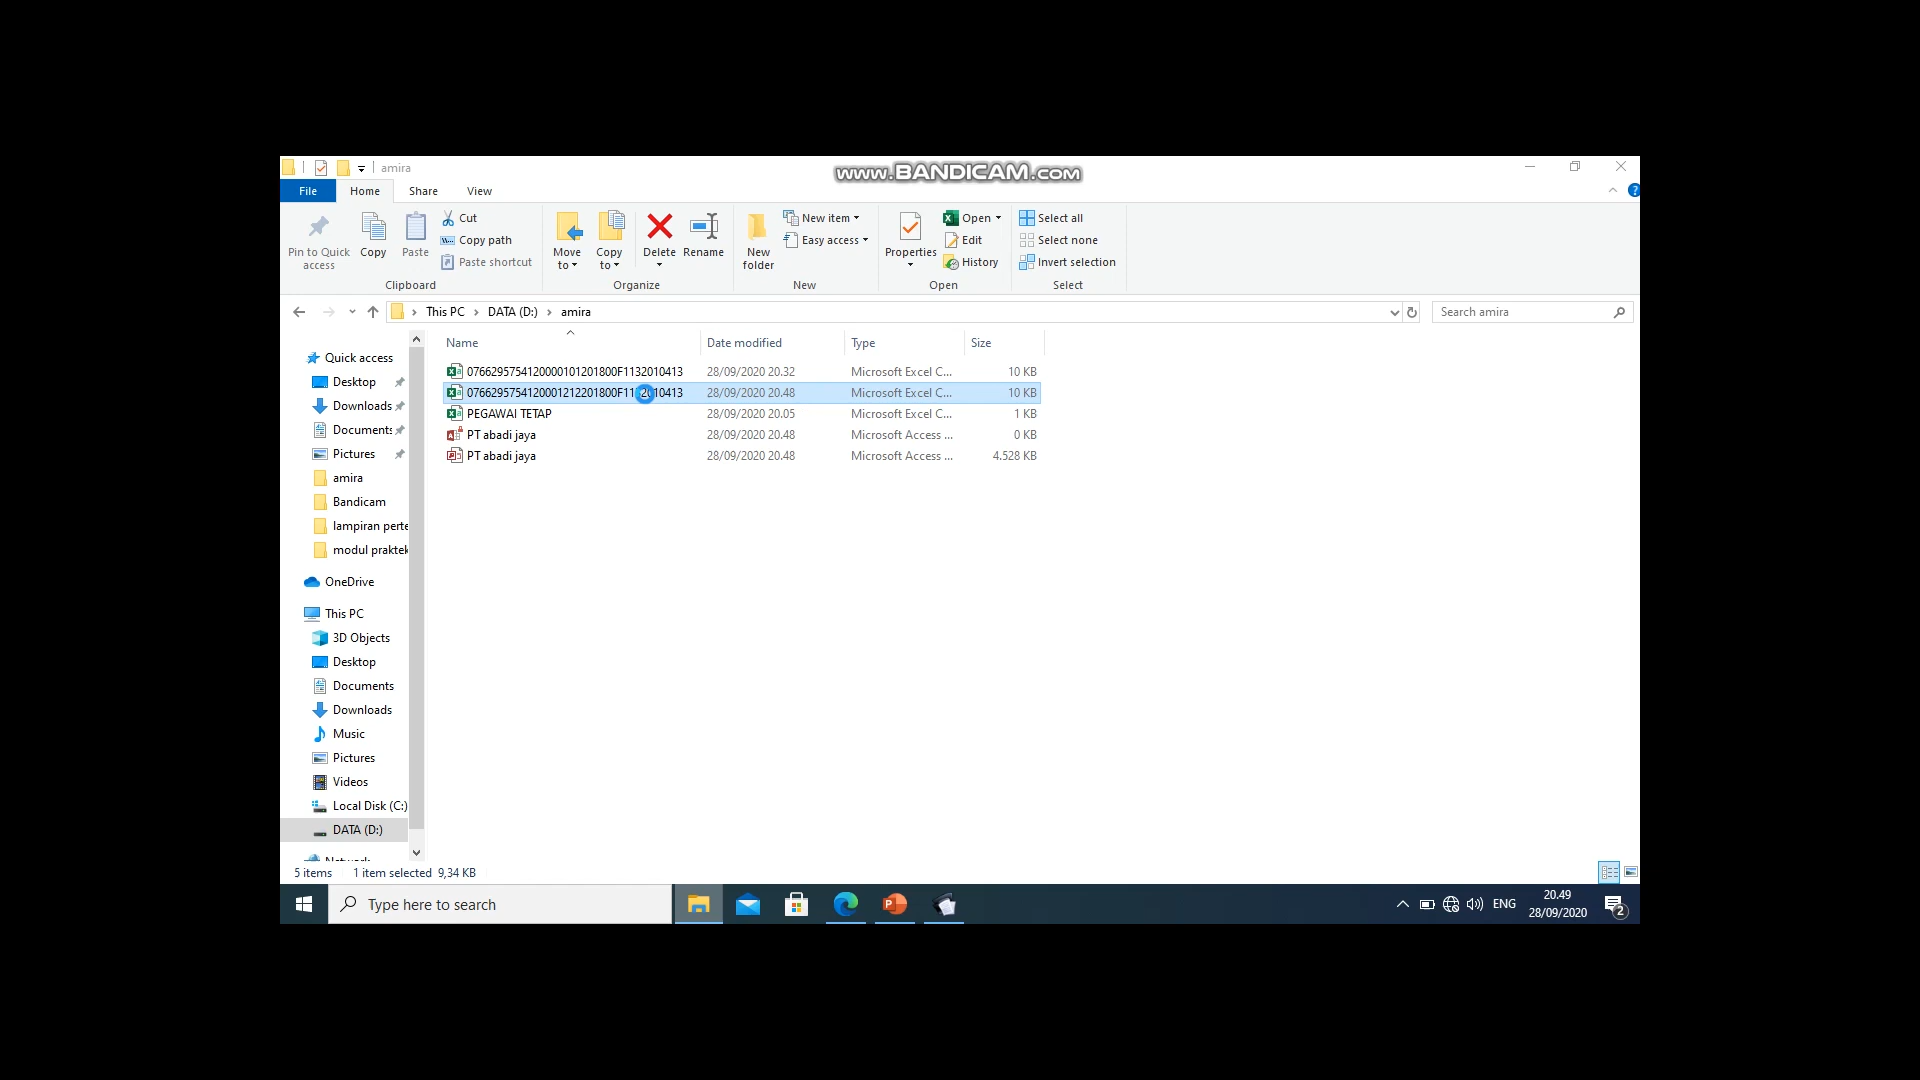 amira
www.BANDICAM.com
File
Home
Share
View
Pin to Quick access
Copy
Paste
Cut
Copy path
Paste shortcut
Clipboard
Move to
Copy to
Delete
Rename
Organize
New folder
New item
Easy access
New
Properties
Open
Edit
History
Open
Select all
Select none
Invert selection
Select
This PC
DATA (D:)
amira
Search amira
Name
Date modified
Type
Size
0766295754120000101201800F1132010413 28/09/2020 20.32 Microsoft Excel C... 10 KB
0766295754120001212201800F1132010413 28/09/2020 20.48 Microsoft Excel C... 10 KB
PEGAWAI TETAP 28/09/2020 20.05 Microsoft Excel C... 1 KB
PT abadi jaya 28/09/2020 20.48 Microsoft Access ... 0 KB
PT abadi jaya 28/09/2020 20.48 Microsoft Access ... 4.528 KB
Quick access
Desktop
Downloads
Documents
Pictures
amira
Bandicam
lampiran perte
modul praktek
OneDrive
This PC
3D Objects
Desktop
Documents
Downloads
Music
Pictures
Videos
Local Disk (C:)
DATA (D:)
5 items 1 item selected 9,34 KB
Type here to search
ENG
20.49
28/09/2020
2